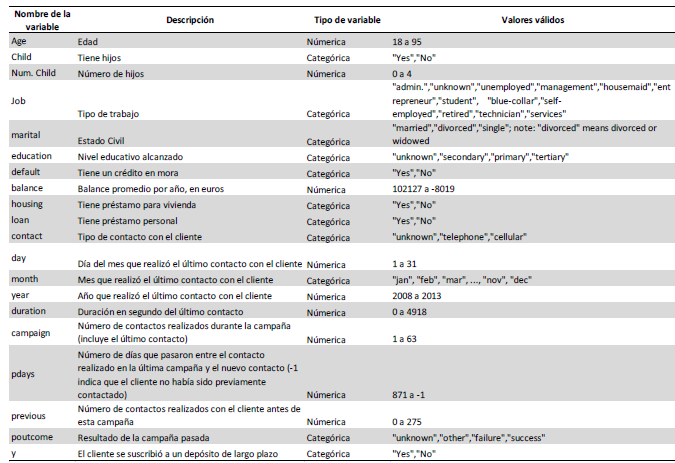 Nombre de la variable Descripción Tipo de variable Valores válidos
Age Edad Númerica 18 a 95
Child Tiene hijos Categórica "Yes","No"
Num. Child Número de hijos Númerica 0 a 4
Job Tipo de trabajo Categórica "admin.","unknown","unemployed","management","housemaid","ent
repreneur","student", "blue-collar","self-
employed","retired","technician","services"
marital Estado Civil Categórica "married","divorced","single"; note: "divorced" means divorced or
widowed
education Nivel educativo alcanzado Categórica "unknown","secondary","primary","tertiary"
default Tiene un crédito en mora Categórica "Yes","No"
balance Balance promedio por año, en euros Númerica 102127 a -8019
housing Tiene préstamo para vivienda Categórica "Yes","No"
loan Tiene préstamo personal Categórica "Yes","No"
contact Tipo de contacto con el cliente Categórica "unknown","telephone","cellular"
day Día del mes que realizó el último contacto con el cliente Númerica 1 a 31
month Mes que realizó el último contacto con el cliente Categórica "jan", "feb", "mar", ..., "nov", "dec"
year Año que realizó el último contacto con el cliente Númerica 2008 a 2013
duration Duración en segundo del último contacto Númerica 0 a 4918
campaign Número de contactos realizados durante la campaña
(incluye el último contacto) Númerica 1 a 63
pdays Número de días que pasaron entre el contacto
realizado en la última campaña y el nuevo contacto (-1
indica que el cliente no había sido previamente
contactado) Númerica 871 a -1
previous Número de contactos realizados con el cliente antes de
esta campaña Númerica 0 a 275
poutcome Resultado de la campaña pasada Categórica "unknown","other","failure","success"
y El cliente se suscribió a un depósito de largo plazo Categórica "Yes","No"